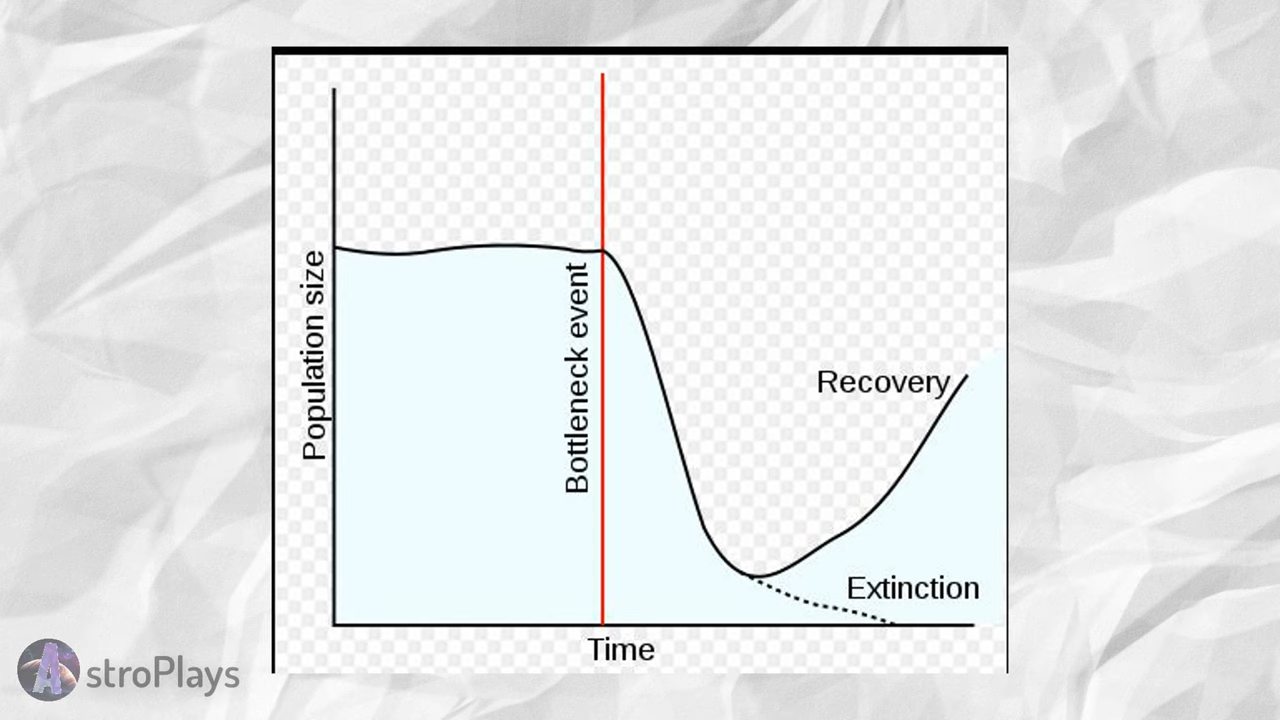 Population size
Bottleneck event
Recovery
Extinction
Time
AstroPlays